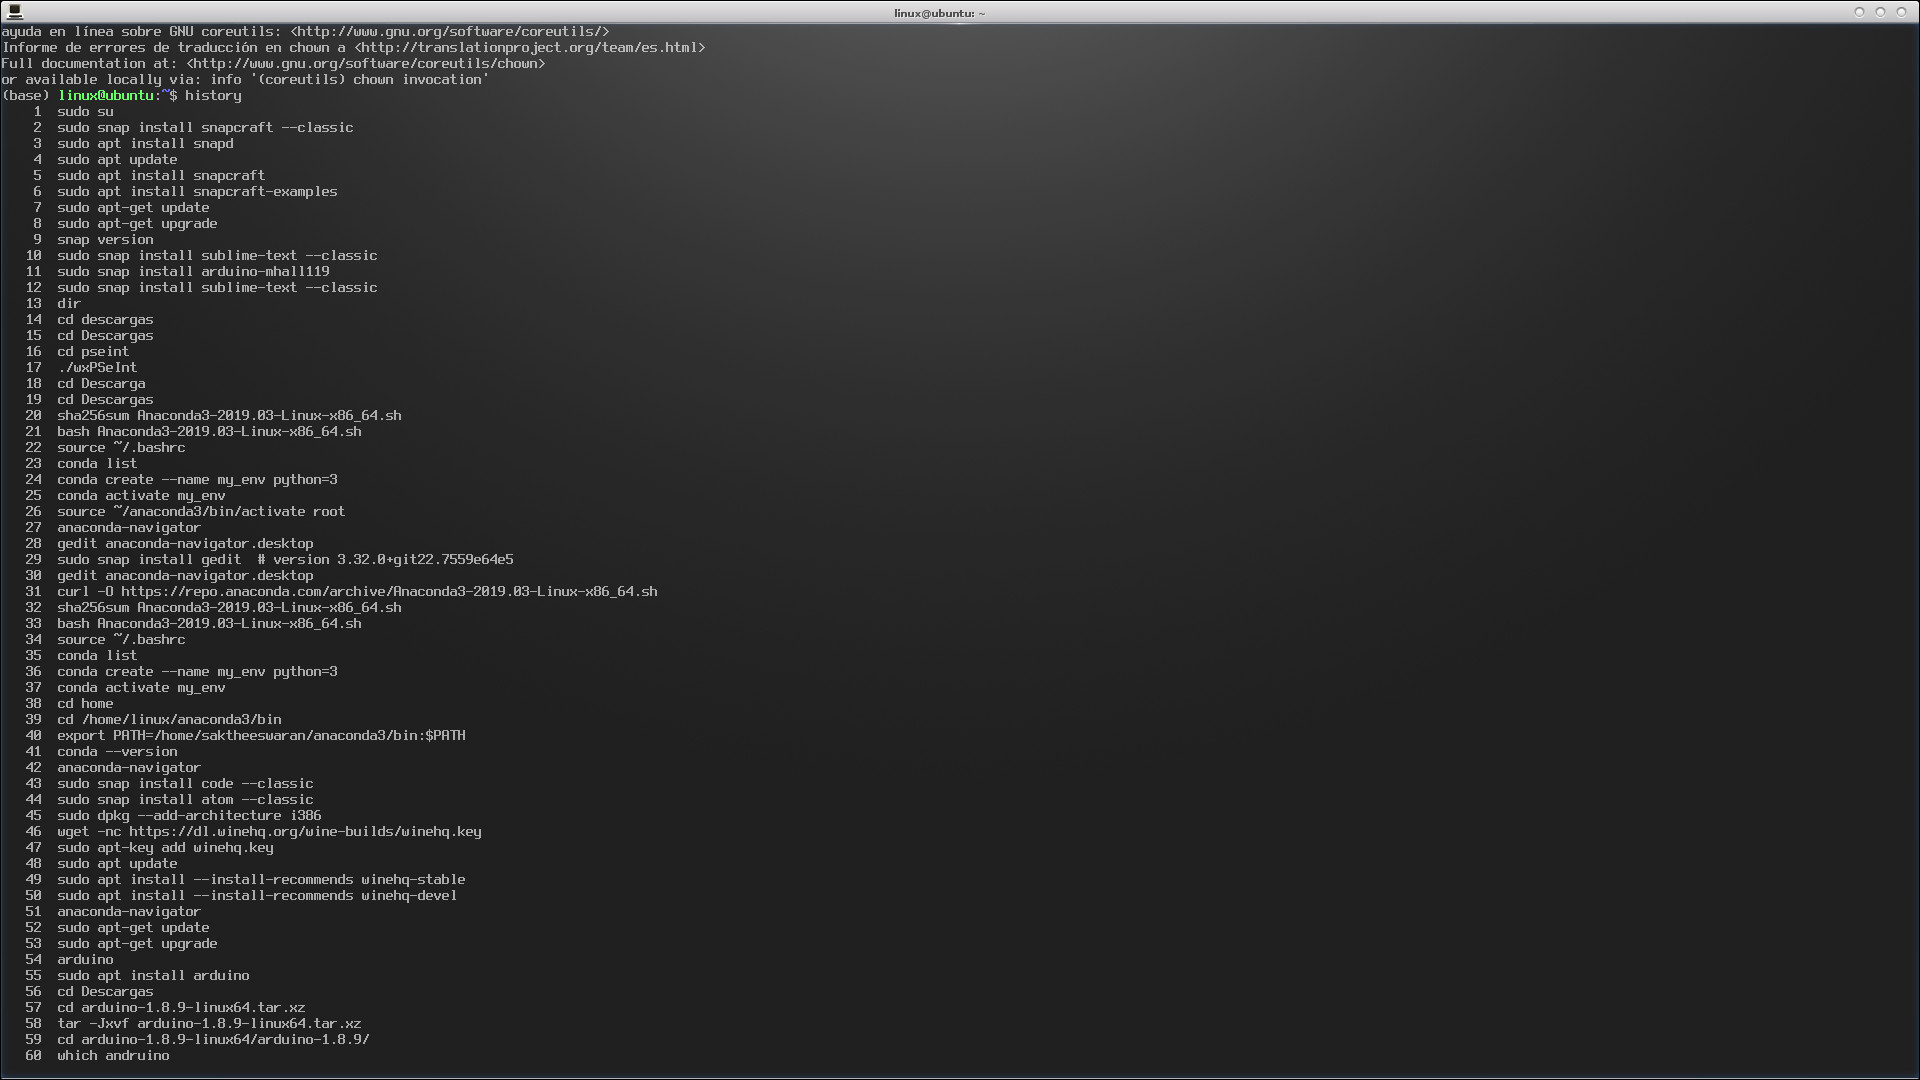 linux@ubuntu: ~
ayuda en línea sobre GNU coreutils: <http://www.gnu.org/software/coreutils/>
Informe de errores de traducción en chown a <http://translationproject.org/team/es.html>
Full documentation at: <http://www.gnu.org/software/coreutils/chown>
or available locally via: info '(coreutils) chown invocation'
(base) linux@ubuntu:~$ history
1 sudo su
2 sudo snap install snapcraft --classic
3 sudo apt install snapd
4 sudo apt update
5 sudo apt install snapcraft
6 sudo apt install snapcraft-examples
7 sudo apt-get update
8 sudo apt-get upgrade
9 snap version
10 sudo snap install sublime-text --classic
11 sudo snap install arduino-mhall119
12 sudo snap install sublime-text --classic
13 dir
14 cd descargas
15 cd Descargas
16 cd pseint
17 ./wxPSeInt
18 cd Descarga
19 cd Descargas
20 sha256sum Anaconda3-2019.03-Linux-x86_64.sh
21 bash Anaconda3-2019.03-Linux-x86_64.sh
22 source ~/.bashrc
23 conda list
24 conda create --name my_env python=3
25 conda activate my_env
26 source ~/anaconda3/bin/activate root
27 anaconda-navigator
28 gedit anaconda-navigator.desktop
29 sudo snap install gedit  # version 3.32.0+git22.7559e64e5
30 gedit anaconda-navigator.desktop
31 curl -O https://repo.anaconda.com/archive/Anaconda3-2019.03-Linux-x86_64.sh
32 sha256sum Anaconda3-2019.03-Linux-x86_64.sh
33 bash Anaconda3-2019.03-Linux-x86_64.sh
34 source ~/.bashrc
35 conda list
36 conda create --name my_env python=3
37 conda activate my_env
38 cd home
39 cd /home/linux/anaconda3/bin
40 export PATH=/home/saktheeswaran/anaconda3/bin:$PATH
41 conda --version
42 anaconda-navigator
43 sudo snap install code --classic
44 sudo snap install atom --classic
45 sudo dpkg --add-architecture i386
46 wget -nc https://dl.winehq.org/wine-builds/winehq.key
47 sudo apt-key add winehq.key
48 sudo apt update
49 sudo apt install --install-recommends winehq-stable
50 sudo apt install --install-recommends winehq-devel
51 anaconda-navigator
52 sudo apt-get update
53 sudo apt-get upgrade
54 arduino
55 sudo apt install arduino
56 cd Descargas
57 cd arduino-1.8.9-linux64.tar.xz
58 tar -Jxvf arduino-1.8.9-linux64.tar.xz
59 cd arduino-1.8.9-linux64/arduino-1.8.9/
60 which andruino